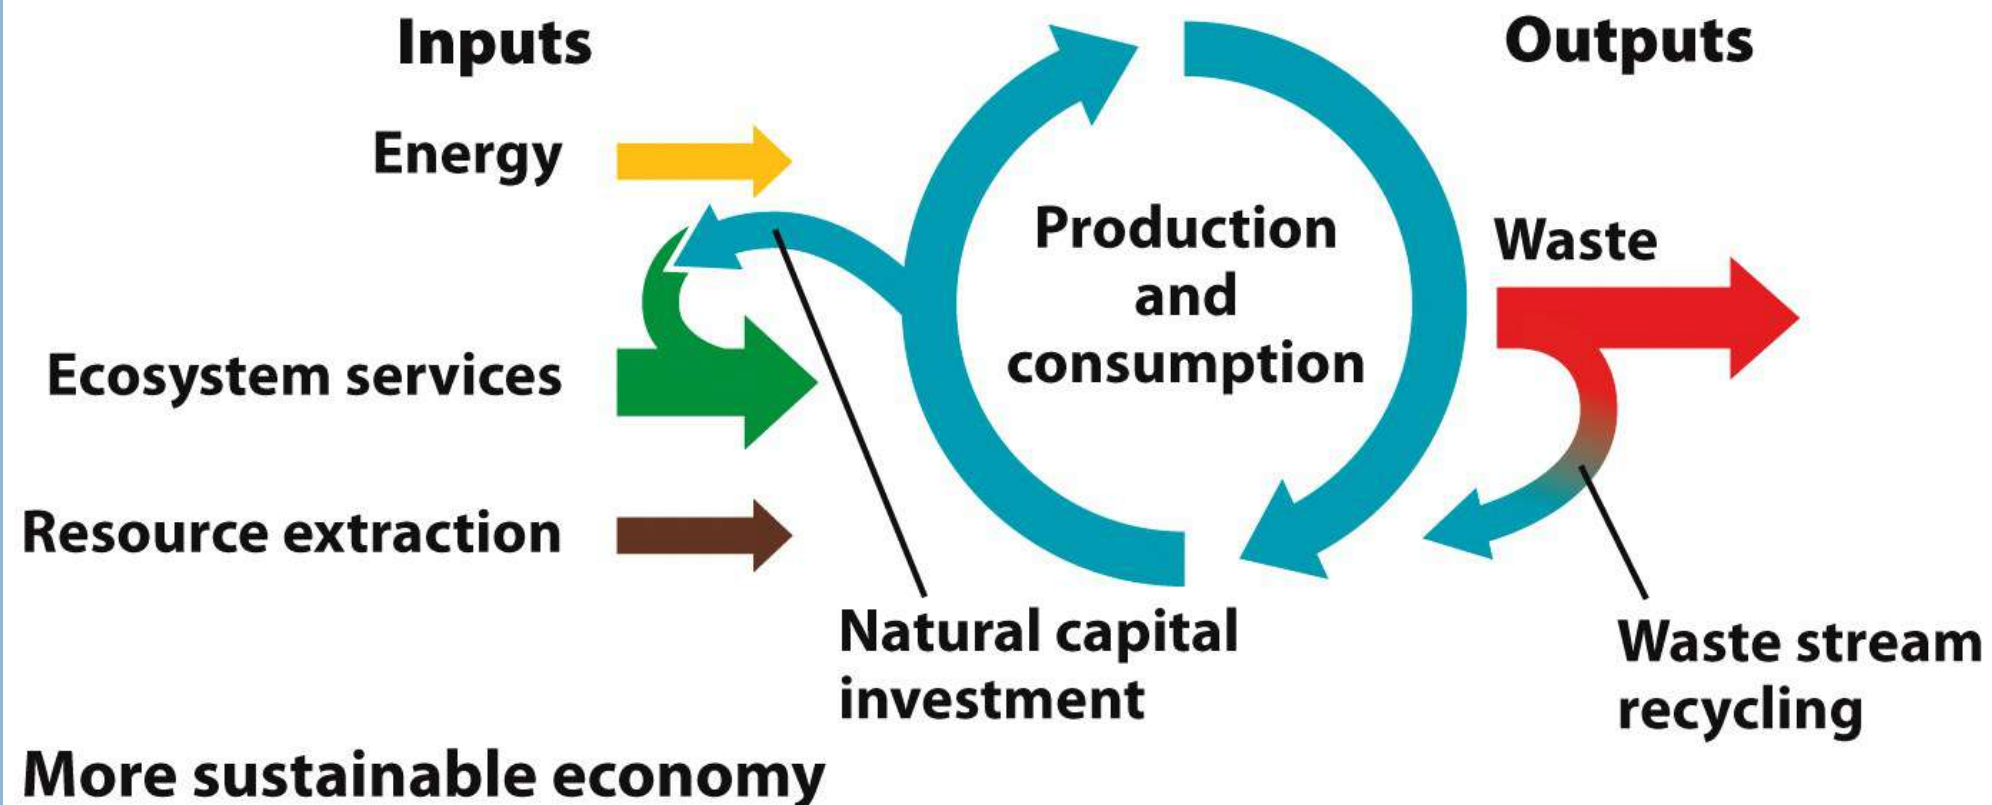 Inputs
Outputs
Energy
Production
and
consumption
Waste
Ecosystem services
Resource extraction
Natural capital
investment
Waste stream
recycling
More sustainable economy